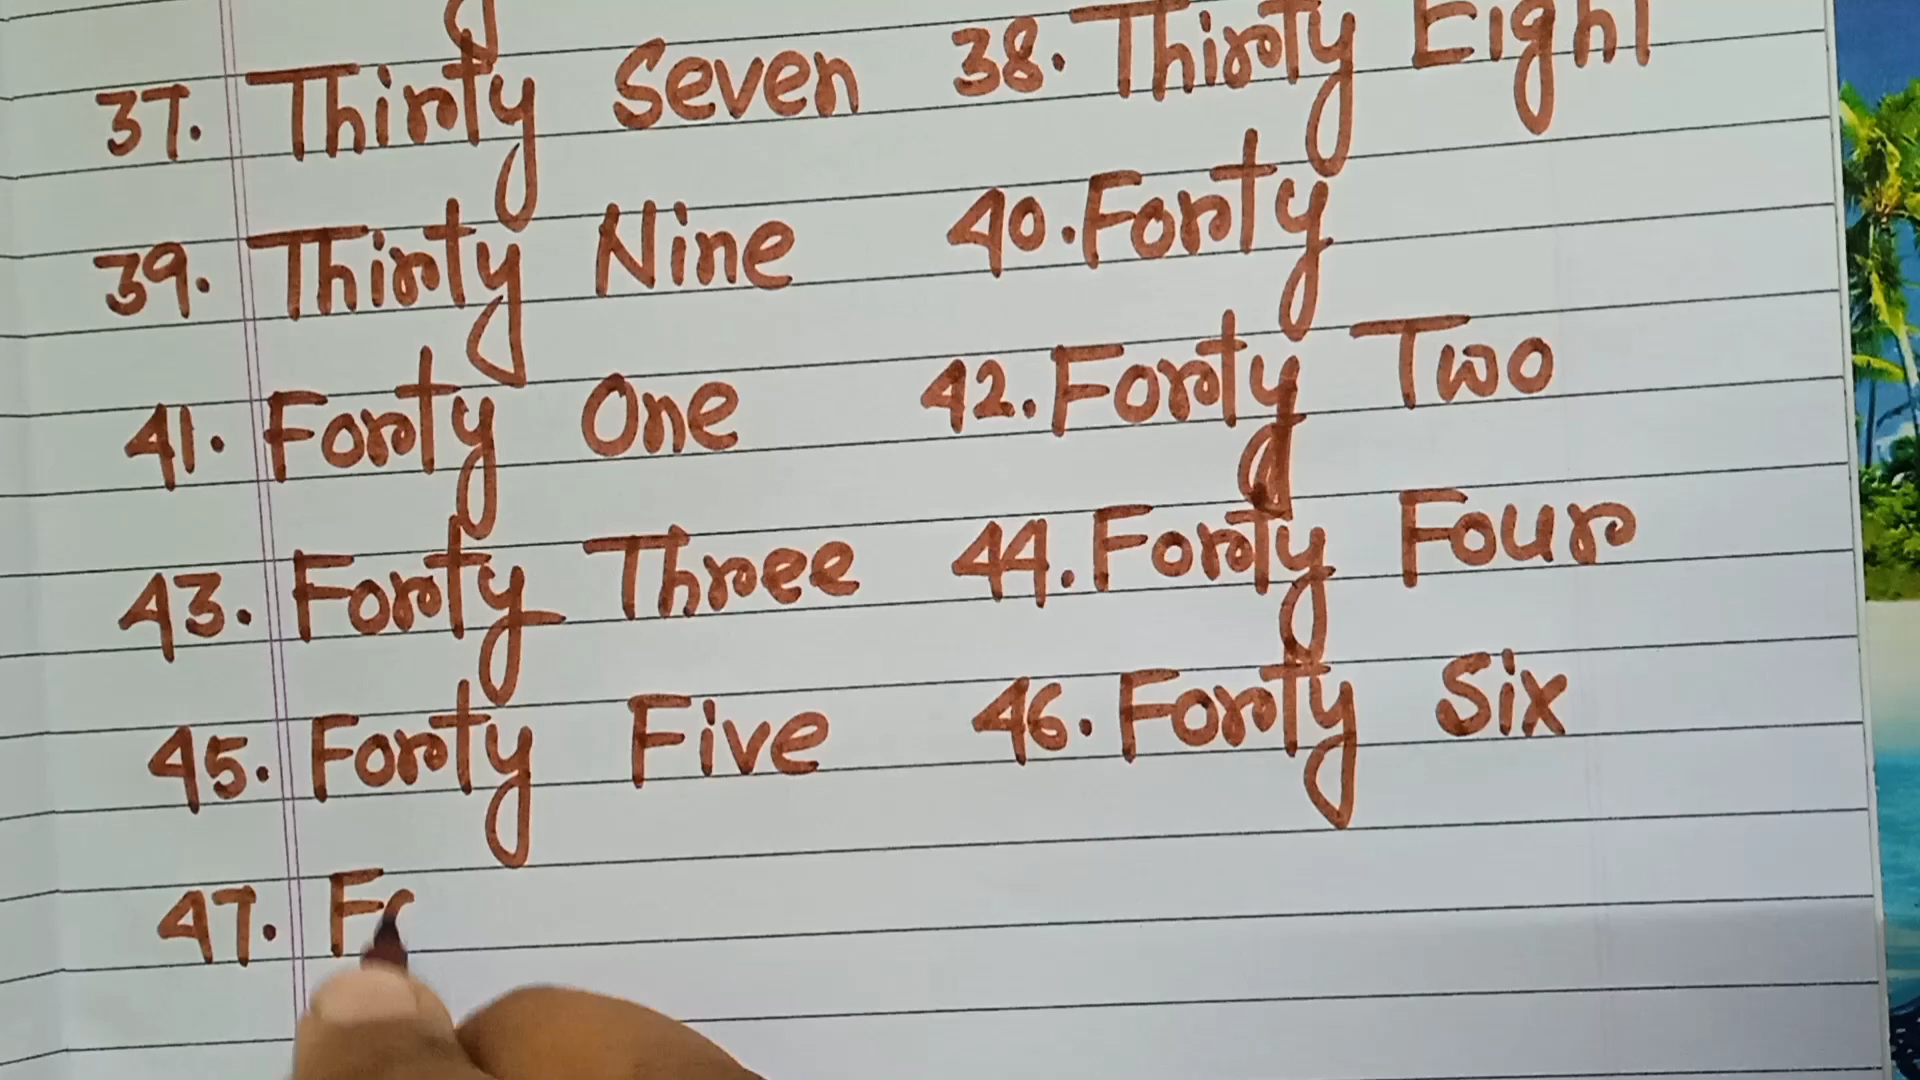 37. Thirty Seven 38. Thirty Eight
39. Thirty Nine 40. Forty
41. Forty One 42. Forty Two
43. Forty Three 44. Forty Four
45. Forty Five 46. Forty Six
47. Fo